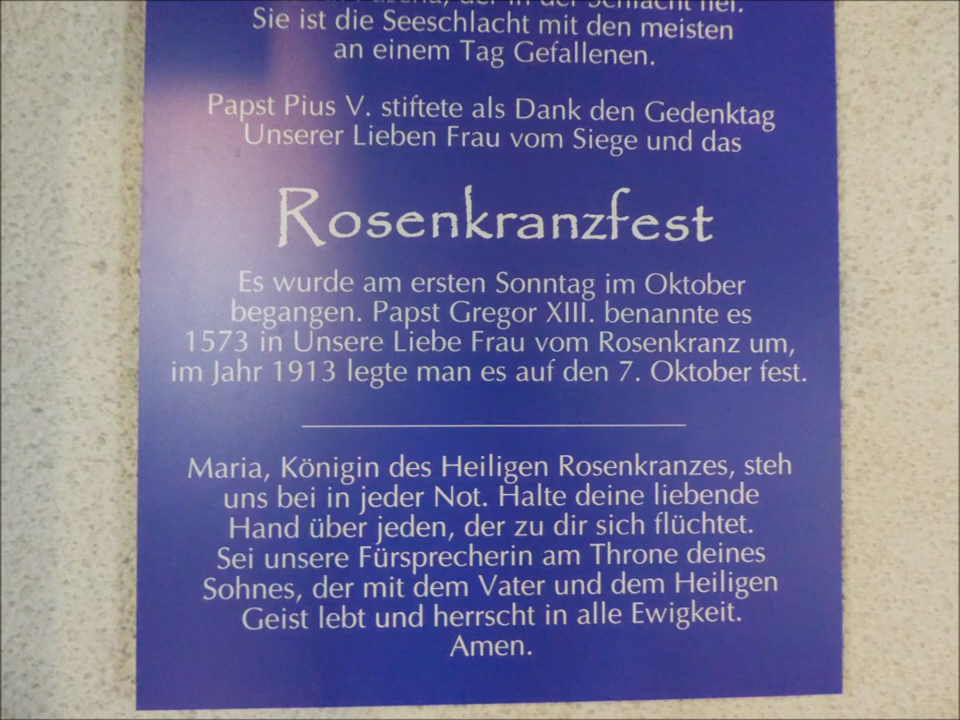 der in der Schlacht fiel.
Sie ist die Seeschlacht mit den meisten
an einem Tag Gefallenen.
Papst Pius V. stiftete als Dank den Gedenktag
Unserer Lieben Frau vom Siege und das
Rosenkranzfest
Es wurde am ersten Sonntag im Oktober
begangen. Papst Gregor XIII. benannte es
1573 in Unsere Liebe Frau vom Rosenkranz um,
im Jahr 1913 legte man es auf den 7. Oktober fest.
Maria, Königin des Heiligen Rosenkranzes, steh
uns bei in jeder Not. Halte deine liebende
Hand über jeden, der zu dir sich flüchtet.
Sei unsere Fürsprecherin am Throne deines
Sohnes, der mit dem Vater und dem Heiligen
Geist lebt und herrscht in alle Ewigkeit.
Amen.